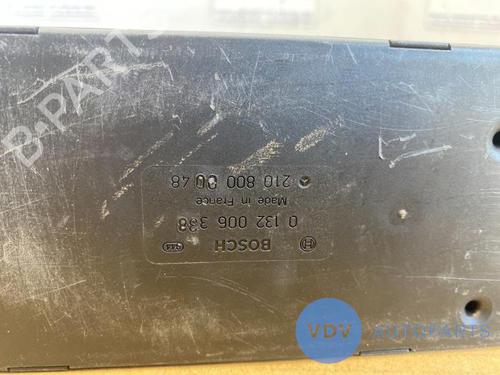 BOSCH
0 132 006 338
Made in France
210 800 00 48
B-PARTS
VDV
AUTOPARTS